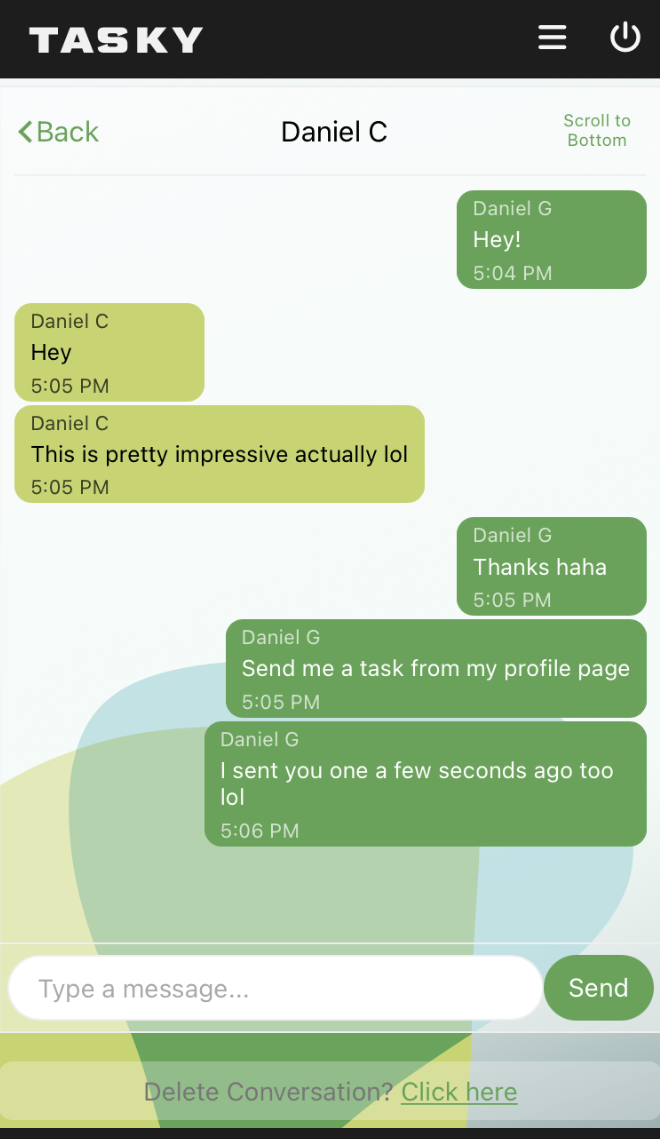 TASKY
Back
Daniel C
Scroll to
Bottom
Daniel G
Hey!
5:04 PM
Daniel C
Hey
5:05 PM
Daniel C
This is pretty impressive actually lol
5:05 PM
Daniel G
Thanks haha
5:05 PM
Daniel G
Send me a task from my profile page
5:05 PM
Daniel G
I sent you one a few seconds ago too
lol
5:06 PM
Type a message...
Send
Delete Conversation? Click here